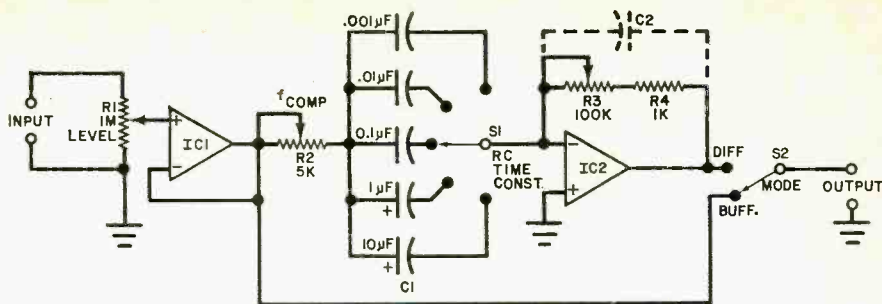 .001µF
C2
.01µF
fCOMP
R1
1M
LEVEL
INPUT
+
-
IC1
R2
5K
0.1µF
S1
RC
TIME
CONST.
R3
100K
R4
1K
-
+
IC2
DIFF
S2
MODE
BUFF.
OUTPUT
1µF
+
10µF
+
C1